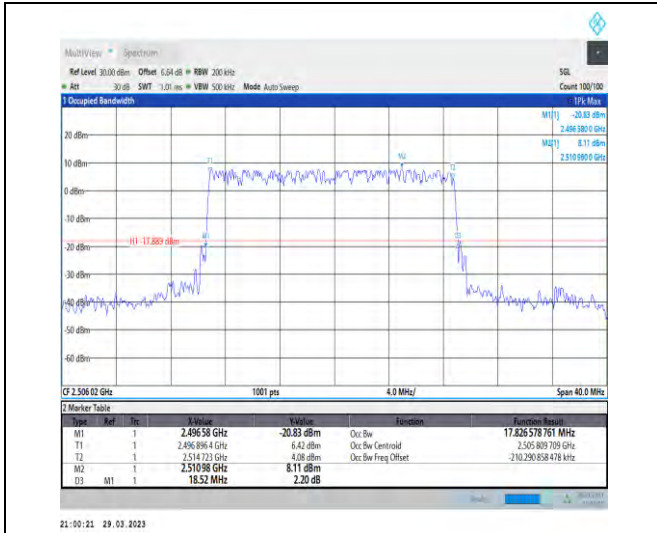 MultiView Spectrum
Ref Level 30.00 dBm Offset 6.64 dB RBW 200 kHz SGL
Att 30 dB SWT 1.01 ms VBW 500 kHz Mode Auto Sweep Count 100/100
1 Occupied Bandwidth 1Pk Max
M1[1] -20.83 dBm
2.496 580 0 GHz
M2[1] 8.11 dBm
2.510 980 0 GHz
20 dBm
10 dBm
0 dBm
-10 dBm
-20 dBm
-30 dBm
-40 dBm
-50 dBm
-60 dBm
T1
M2
T2
M1
D3
H1 -17.889 dBm
CF 2.506 02 GHz 1001 pts 4.0 MHz/ Span 40.0 MHz
2 Marker Table
Type Ref Trc X-Value Y-Value Function Function Result
M1 1 2.496 58 GHz -20.83 dBm Occ Bw 17.826 578 761 MHz
T1 1 2.496 896 4 GHz 6.42 dBm Occ Bw Centroid 2.505 809 709 GHz
T2 1 2.514 723 GHz 4.08 dBm Occ Bw Freq Offset -210.290 858 478 kHz
M2 1 2.510 98 GHz 8.11 dBm
D3 M1 1 18.52 MHz 2.20 dB
21:00:21 29.03.2023